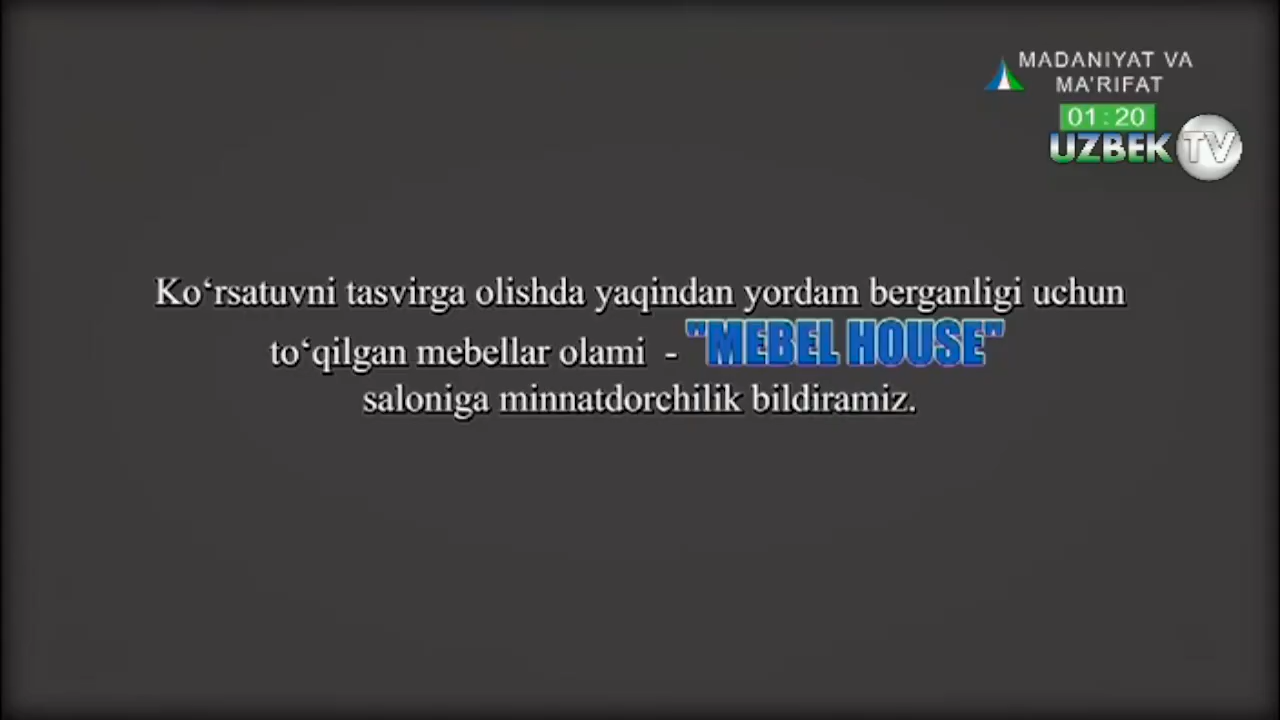 MADANIYAT VA
MA'RIFAT
01:20
UZBEK TV
Ko‘rsatuvni tasvirga olishda yaqindan yordam berganligi uchun
to‘qilgan mebellar olami - "MEBEL HOUSE"
saloniga minnatdorchilik bildiramiz.